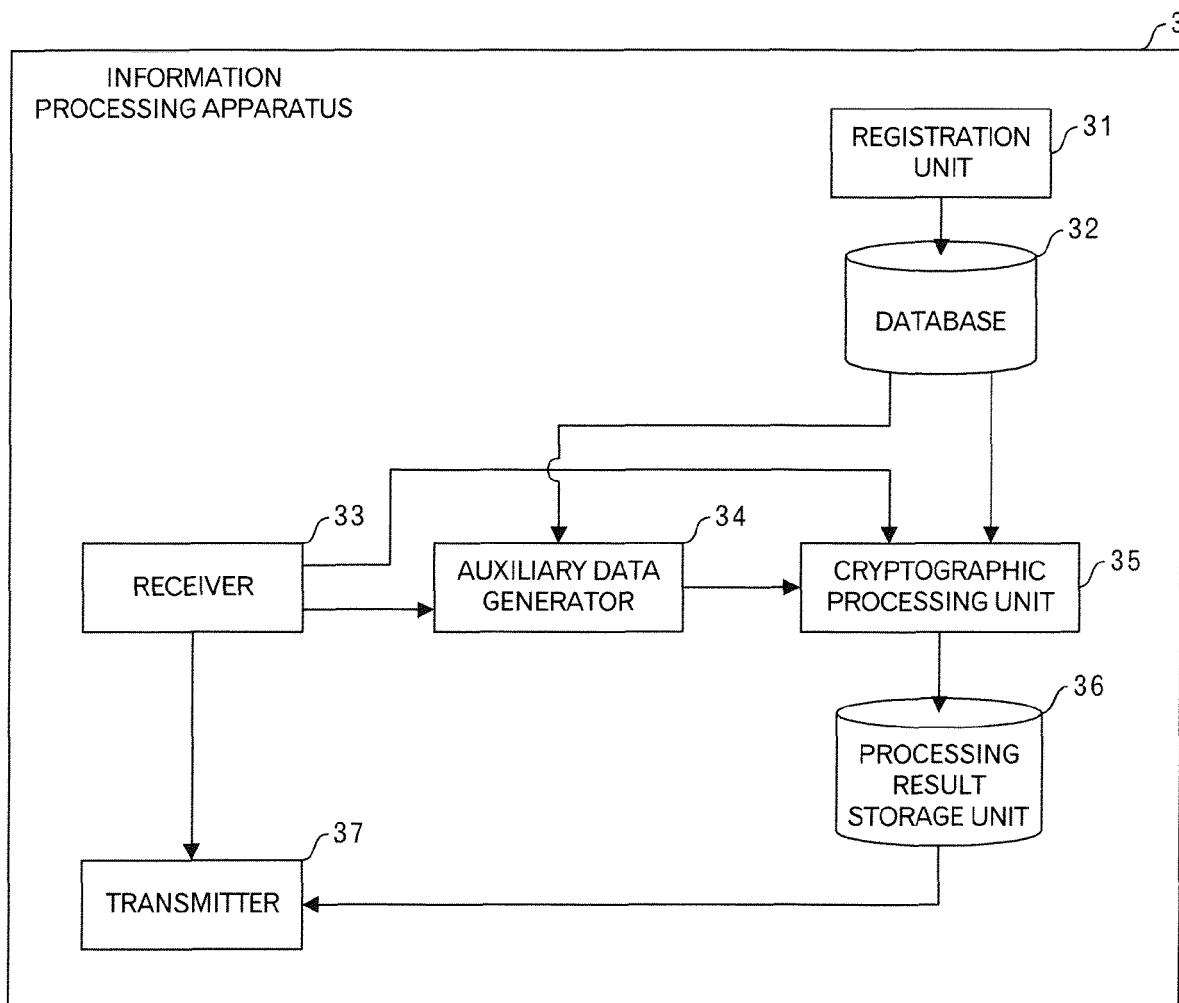 3
INFORMATION
PROCESSING APPARATUS
31
REGISTRATION
UNIT
32
DATABASE
33
RECEIVER
34
AUXILIARY DATA
GENERATOR
35
CRYPTOGRAPHIC
PROCESSING UNIT
36
PROCESSING
RESULT
STORAGE UNIT
37
TRANSMITTER